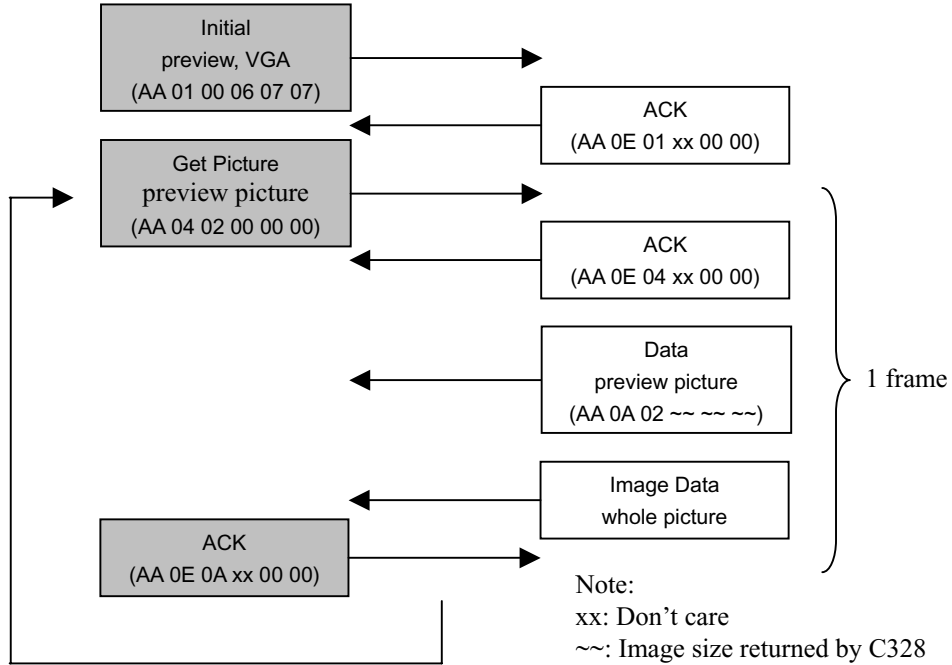 Initial
preview, VGA
(AA 01 00 06 07 07)
ACK
(AA 0E 01 xx 00 00)
Get Picture
preview picture
(AA 04 02 00 00 00)
ACK
(AA 0E 04 xx 00 00)
Data
preview picture
(AA 0A 02 ~~ ~~ ~~)
1 frame
Image Data
whole picture
ACK
(AA 0E 0A xx 00 00)
Note:
xx: Don't care
~~: Image size returned by C328